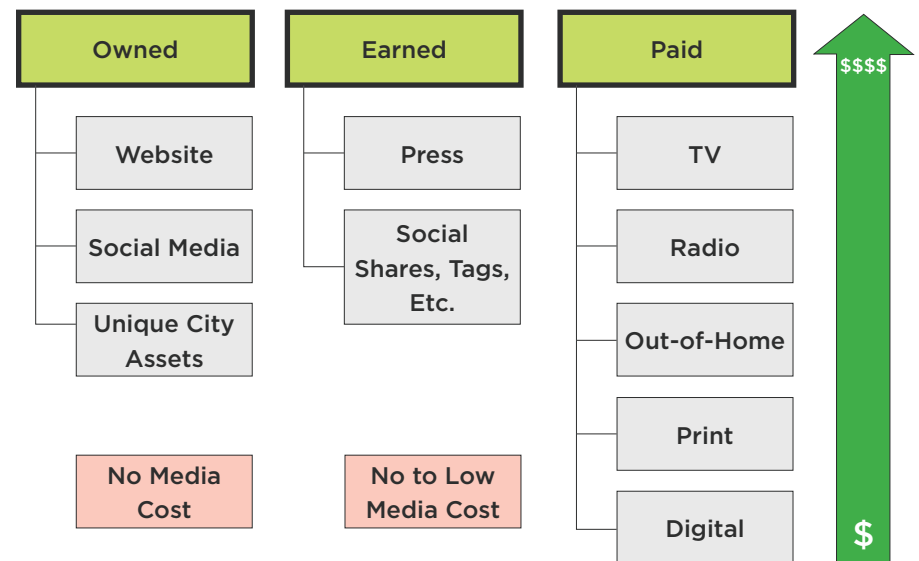 Owned
Website
Social Media
Unique City
Assets
No Media
Cost
Earned
Press
Social
Shares, Tags,
Etc.
No to Low
Media Cost
Paid
TV
Radio
Out-of-Home
Print
Digital
$$$$
$